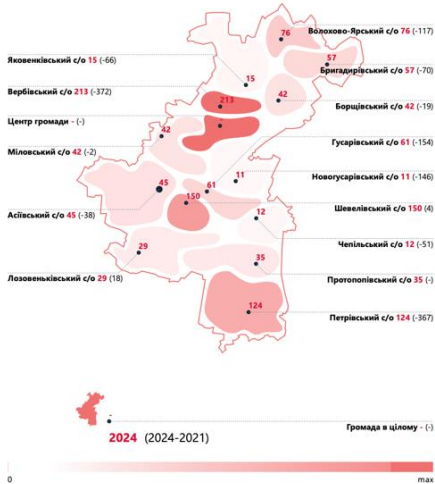 Волохово-Ярський с/о 76 (-117)
76
Яковенківський с/о 15 (-66)
57
Бригадирівський с/о 57 (-70)
15
Вербівський с/о 213 (-372)
213
42
Борщівський с/о 42 (-19)
Центр громади - (-)
42
Гусарівський с/о 61 (-154)
Міловський с/о 42 (-2)
11
Новогусарівський с/о 11 (-146)
45
61
150
Шевелівський с/о 150 (4)
Асіївський с/о 45 (-38)
12
Чепільський с/о 12 (-51)
29
35
Лозовеньківський с/о 29 (18)
Протопопівський с/о 35 (-)
124
Петрівський с/о 124 (-367)
Громада в цілому - (-)
2024 (2024-2021)
0
max